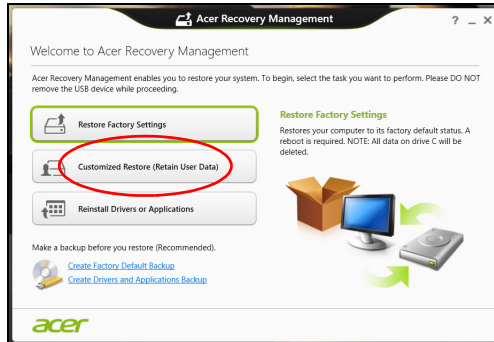 Acer Recovery Management
? _ X
Welcome to Acer Recovery Management
Acer Recovery Management enables you to restore your system. To begin, select the task you want to perform. Please DO NOT
remove the USB device while proceeding.
Restore Factory Settings
Customized Restore (Retain User Data)
Reinstall Drivers or Applications
Restore Factory Settings
Restores your computer to its factory default status. A
reboot is required. NOTE: All data on drive C will be
deleted.
Make a backup before you restore (Recommended).
Create Factory Default Backup
Create Drivers and Applications Backup
acer